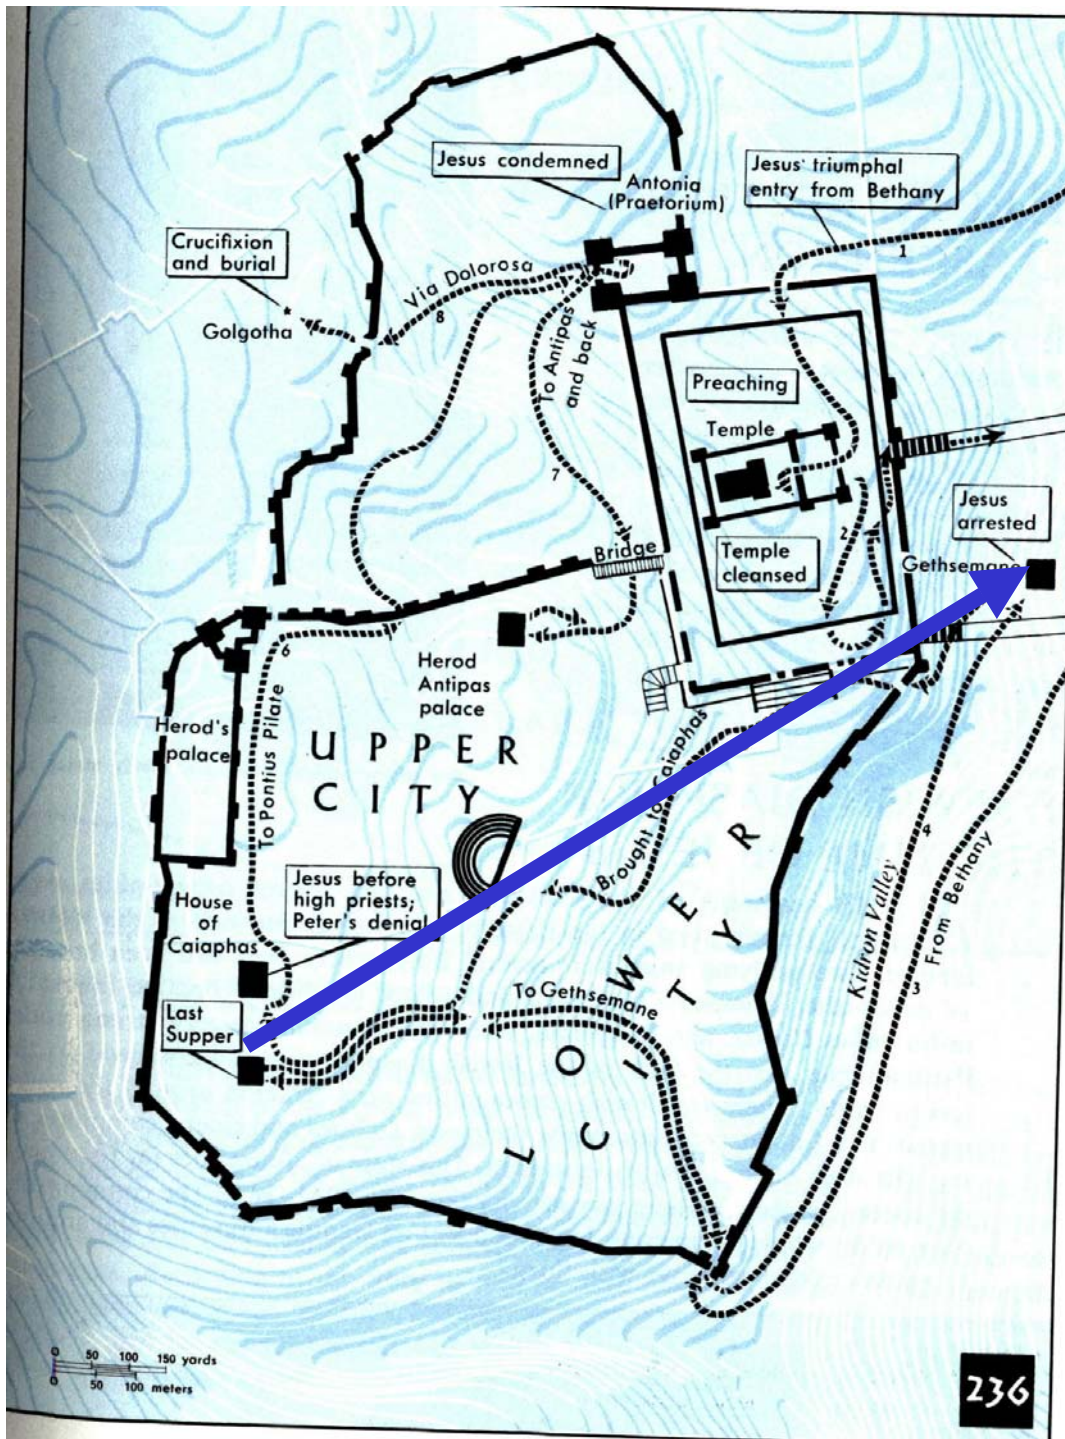 Jesus condemned
Antonia
(Praetorium)
Jesus' triumphal
entry from Bethany
1
Crucifixion
and burial
Via Dolorosa
8
Golgotha
To Antipas
and back
7
Preaching
Temple
2
Temple
cleansed
Jesus
arrested
Gethsemane
Bridge
6
Herod
Antipas
palace
Herod's
palace
To Pontius Pilate
UPPER
CITY
Brought to Caiaphas
Jesus before
high priests;
Peter's denial
House
of
Caiaphas
Last
Supper
To Gethsemane
LOWER
CITY
Kidron Valley
4
From Bethany
3
0 50 100 150 yards
0 50 100 meters
236